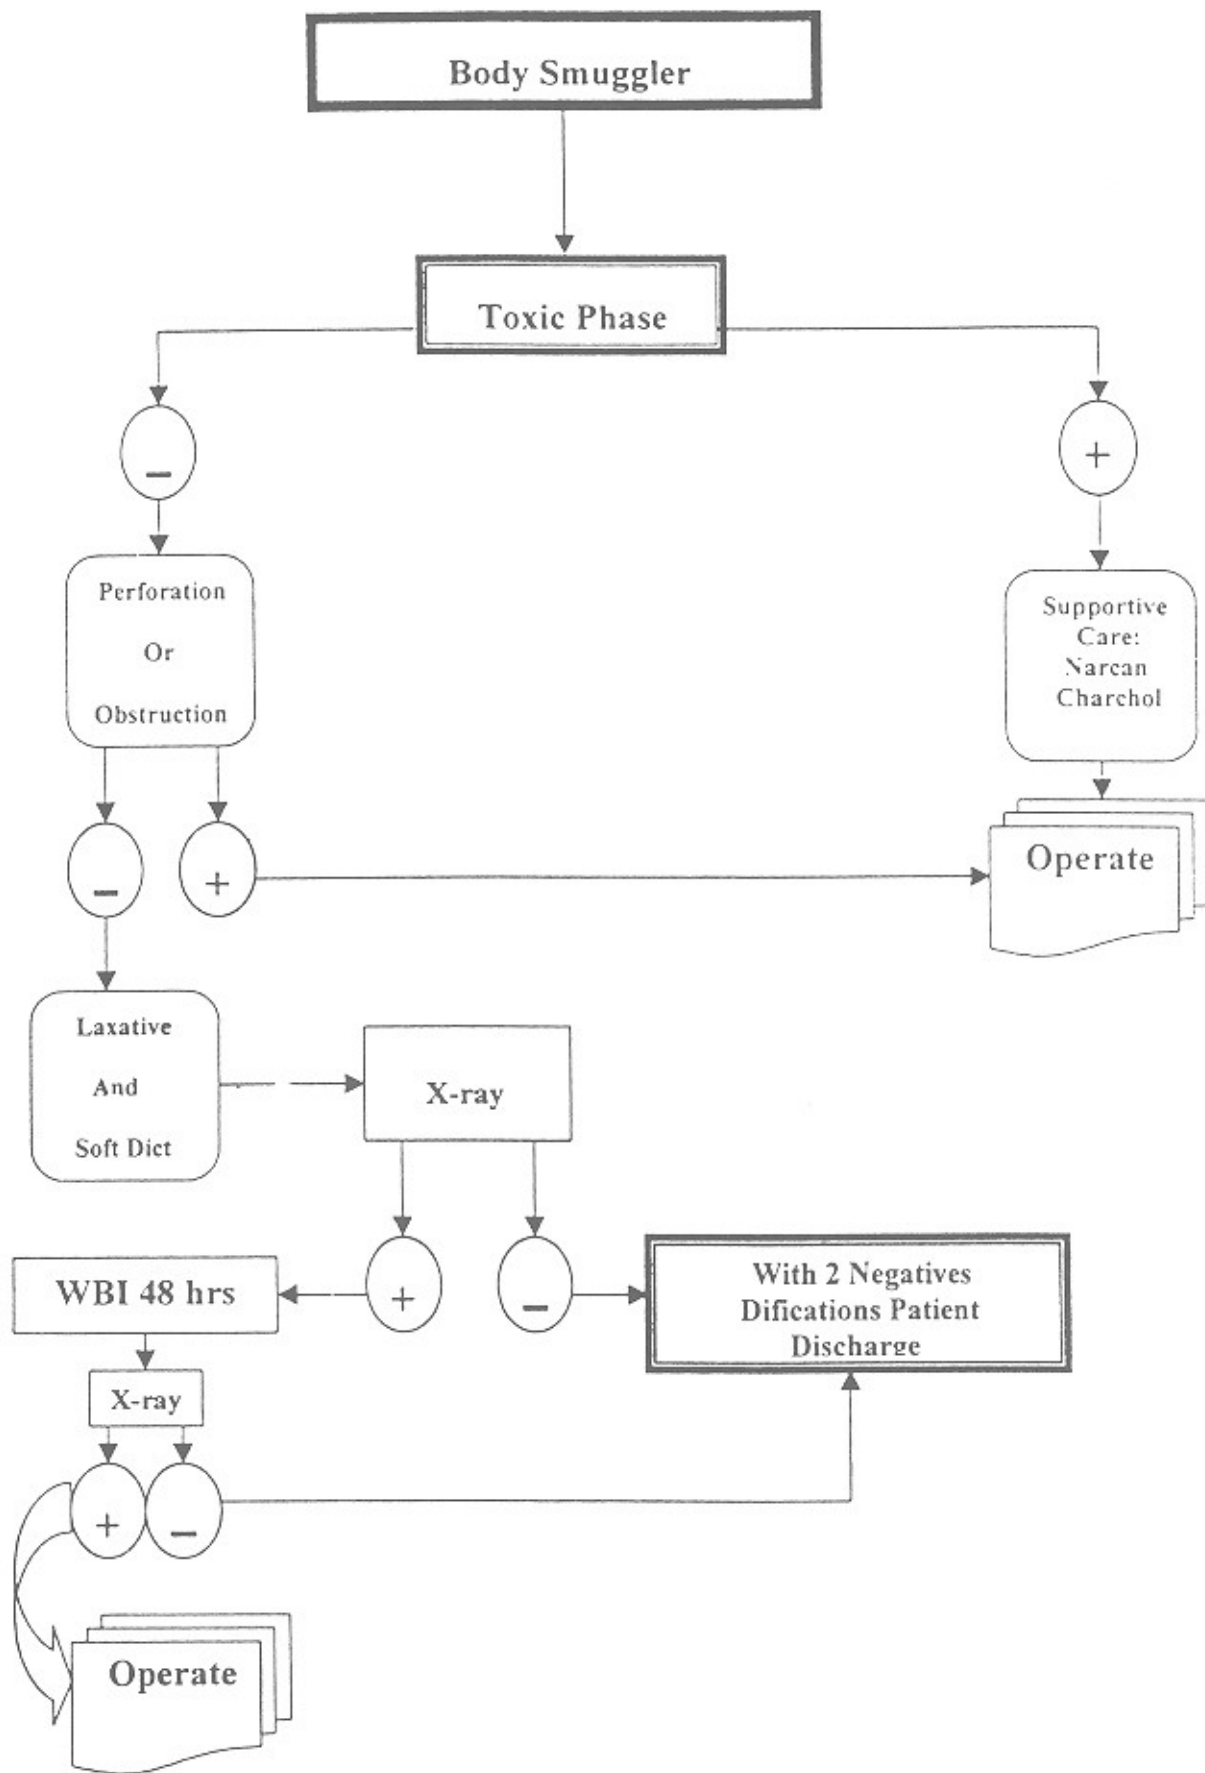 Body Smuggler
Toxic Phase
–
+
Perforation
Or
Obstruction
Supportive
Care:
Narcan
Charchol
–
+
Operate
Laxative
And
Soft Dict
X-ray
+
–
WBI 48 hrs
With 2 Negatives
Difications Patient
Discharge
X-ray
+
–
Operate